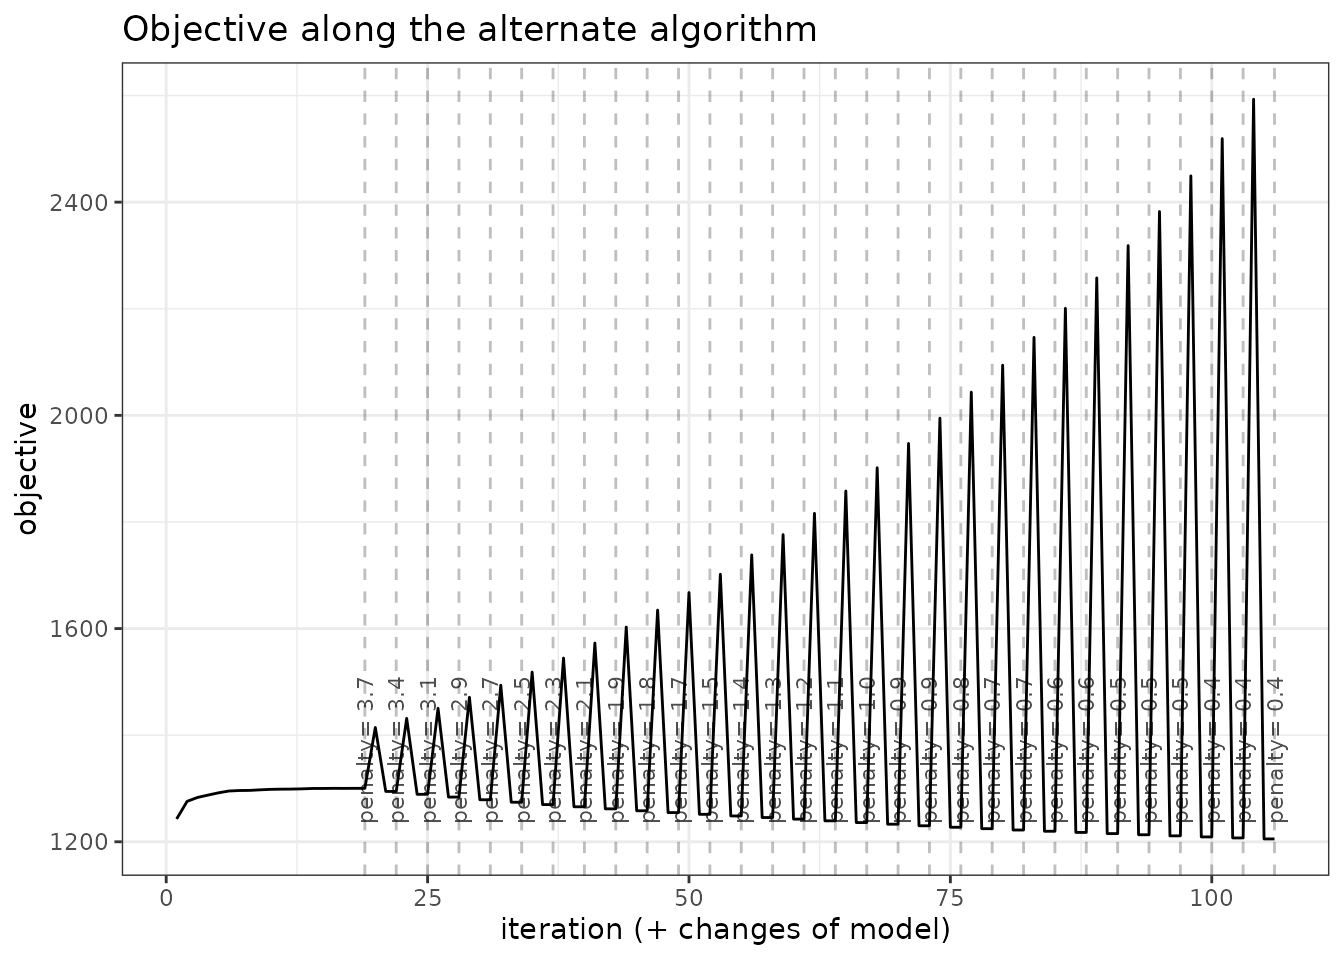 Objective along the alternate algorithm
objective
2400
2000
1600
1200
penalty= 3.7
penalty= 3.4
penalty= 3.1
penalty= 2.9
penalty= 2.7
penalty= 2.5
penalty= 2.3
penalty= 2.1
penalty= 1.9
penalty= 1.8
penalty= 1.7
penalty= 1.5
penalty= 1.4
penalty= 1.3
penalty= 1.2
penalty= 1.1
penalty= 1.0
penalty= 0.9
penalty= 0.9
penalty= 0.8
penalty= 0.7
penalty= 0.7
penalty= 0.6
penalty= 0.6
penalty= 0.5
penalty= 0.5
penalty= 0.5
penalty= 0.4
penalty= 0.4
penalty= 0.4
0 25 50 75 100
iteration (+ changes of model)